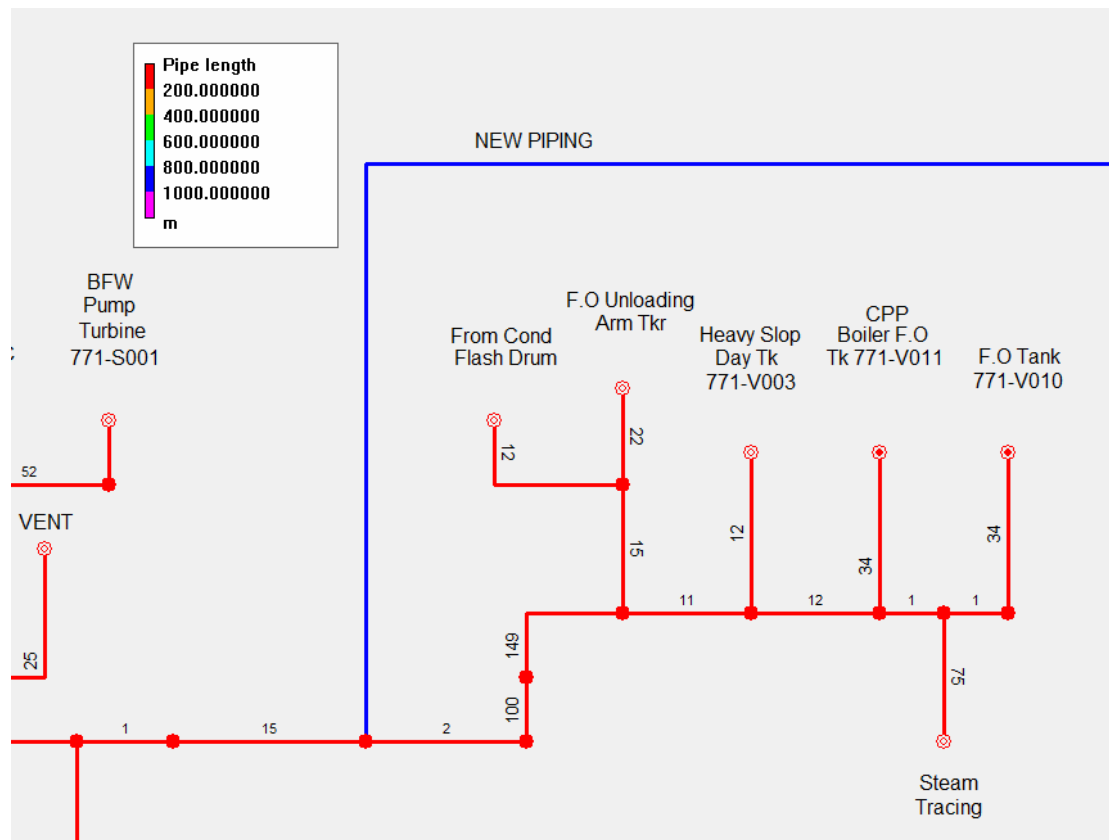 Pipe length
200.000000
400.000000
600.000000
800.000000
1000.000000
m
NEW PIPING
BFW
Pump
Turbine
771-S001
From Cond
Flash Drum
F.O Unloading
Arm Tkr
Heavy Slop
Day Tk
771-V003
CPP
Boiler F.O
Tk 771-V011
F.O Tank
771-V010
52
12
22
VENT
15
12
34
34
25
11
12
1
1
149
100
75
1
15
2
Steam
Tracing